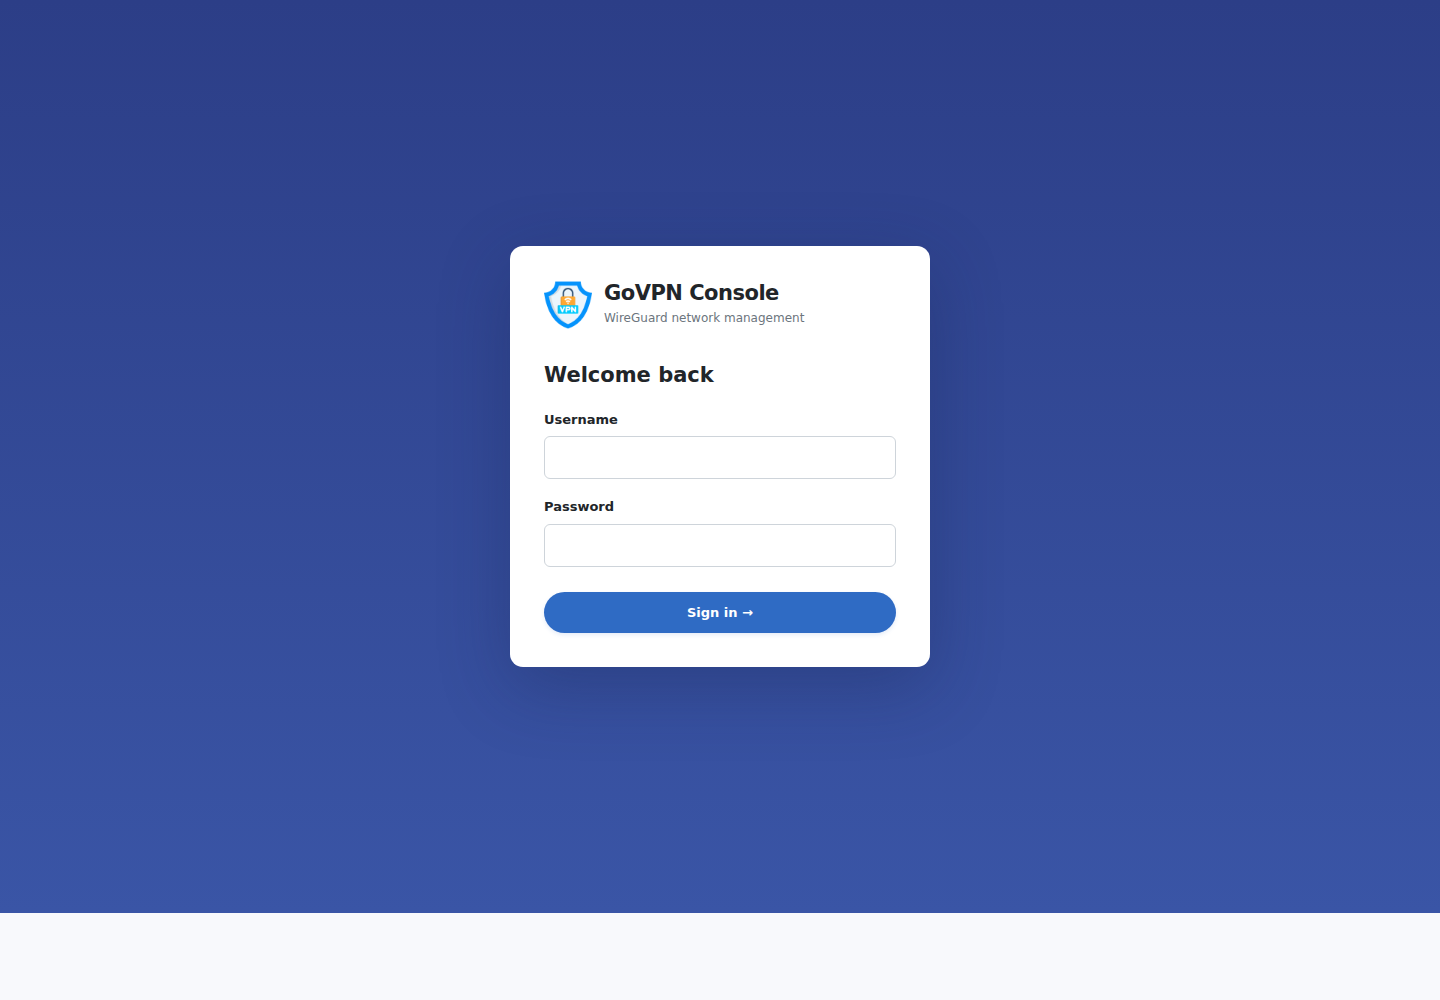 VPN
GoVPN Console
WireGuard network management
Welcome back
Username
Password
Sign in →